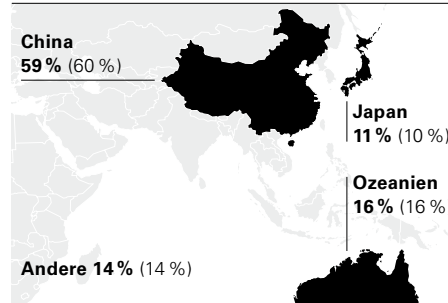 China
59 % (60 %)
Japan
11 % (10 %)
Ozeanien
16 % (16 %
Andere 14 % (14 %)